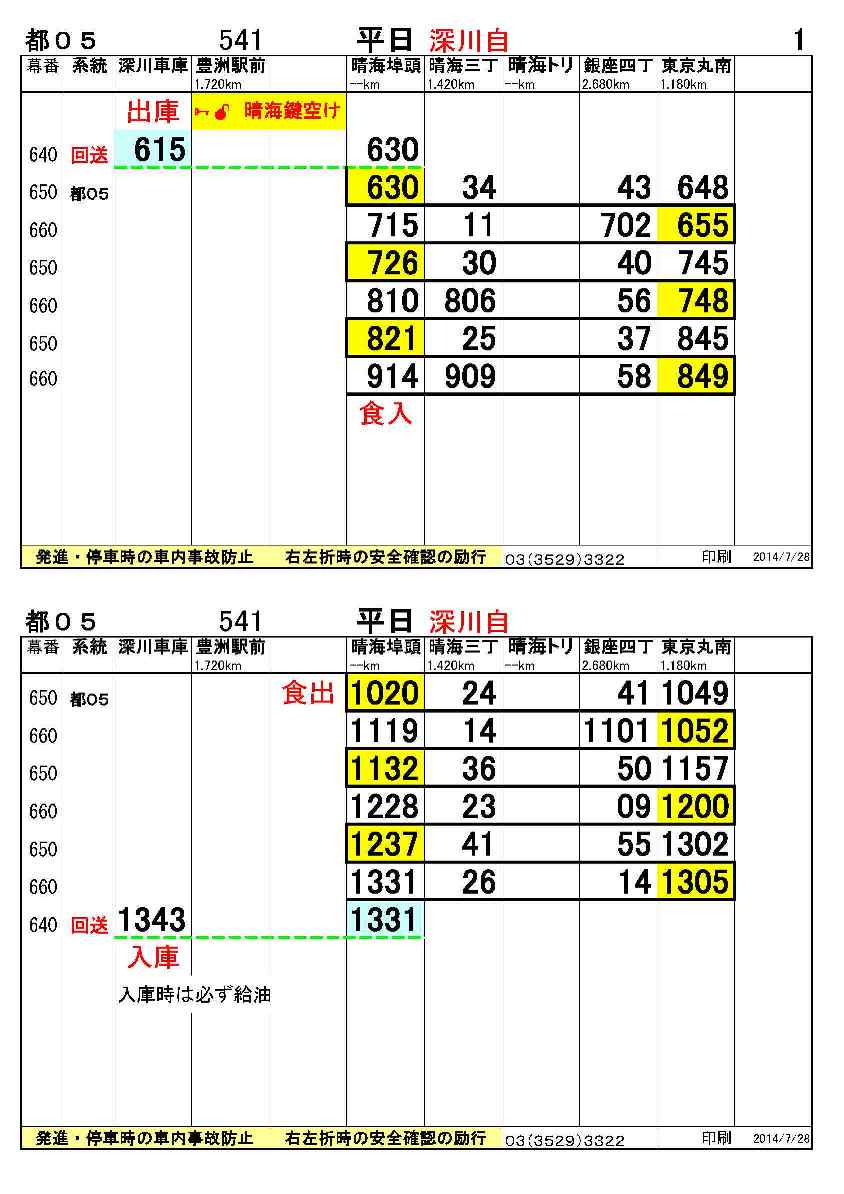 都０５ 541 平日 深川自 1
幕番 系統 深川車庫 豊洲駅前 晴海埠頭 晴海三丁 晴海トリ 銀座四丁 東京丸南
1.720km --km 1.420km --km 2.680km 1.180km
出庫 晴海鍵空け
640 回送 615 630
650 都05 630 34 43 648
660 715 11 702 655
650 726 30 40 745
660 810 806 56 748
650 821 25 37 845
660 914 909 58 849
食入
発進・停車時の車内事故防止 右左折時の安全確認の励行 03(3529)3322 印刷 2014/7/28
都０５ 541 平日 深川自
幕番 系統 深川車庫 豊洲駅前 晴海埠頭 晴海三丁 晴海トリ 銀座四丁 東京丸南
1.720km --km 1.420km --km 2.680km 1.180km
650 都05 食出 1020 24 41 1049
660 1119 14 1101 1052
650 1132 36 50 1157
660 1228 23 09 1200
650 1237 41 55 1302
660 1331 26 14 1305
640 回送 1343 1331
入庫
入庫時は必ず給油
発進・停車時の車内事故防止 右左折時の安全確認の励行 03(3529)3322 印刷 2014/7/28